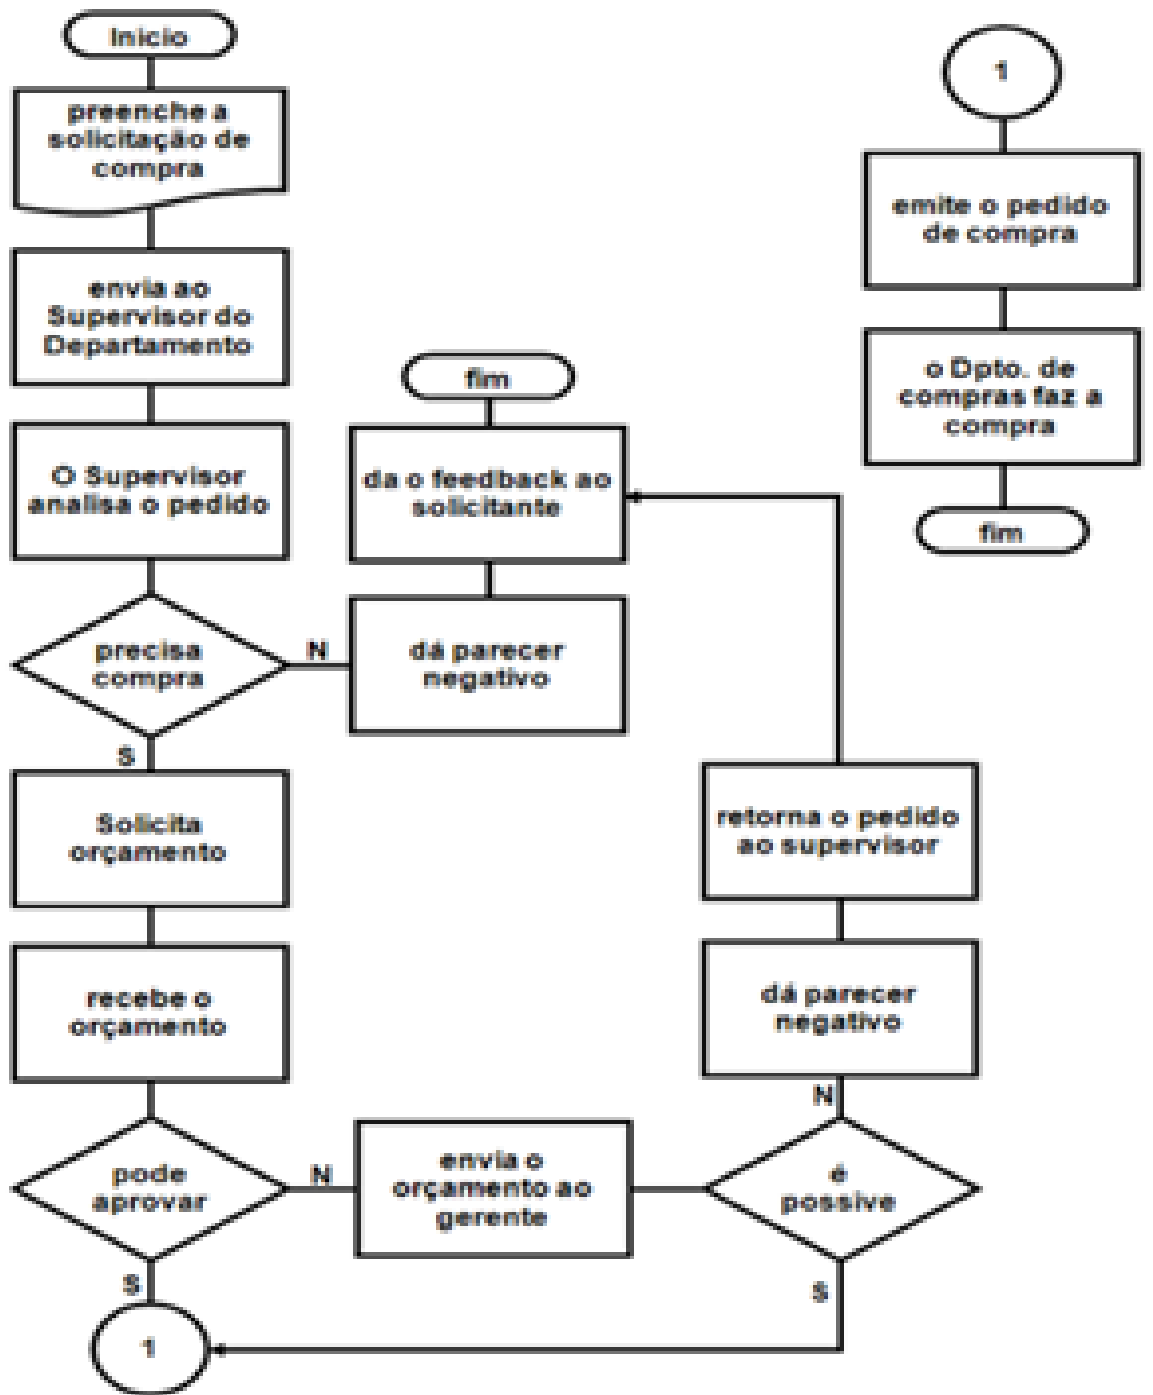 Inicio
preenche a
solicitação de
compra
envia ao
Supervisor do
Departamento
O Supervisor
analisa o pedido
precisa
compra
N
S
Solicita
orçamento
recebe o
orçamento
pode
aprovar
N
S
1
fim
da o feedback ao
solicitante
dá parecer
negativo
envia o
orçamento ao
gerente
retorna o pedido
ao supervisor
dá parecer
negativo
N
é
possive
S
1
emite o pedido
de compra
o Dpto. de
compras faz a
compra
fim